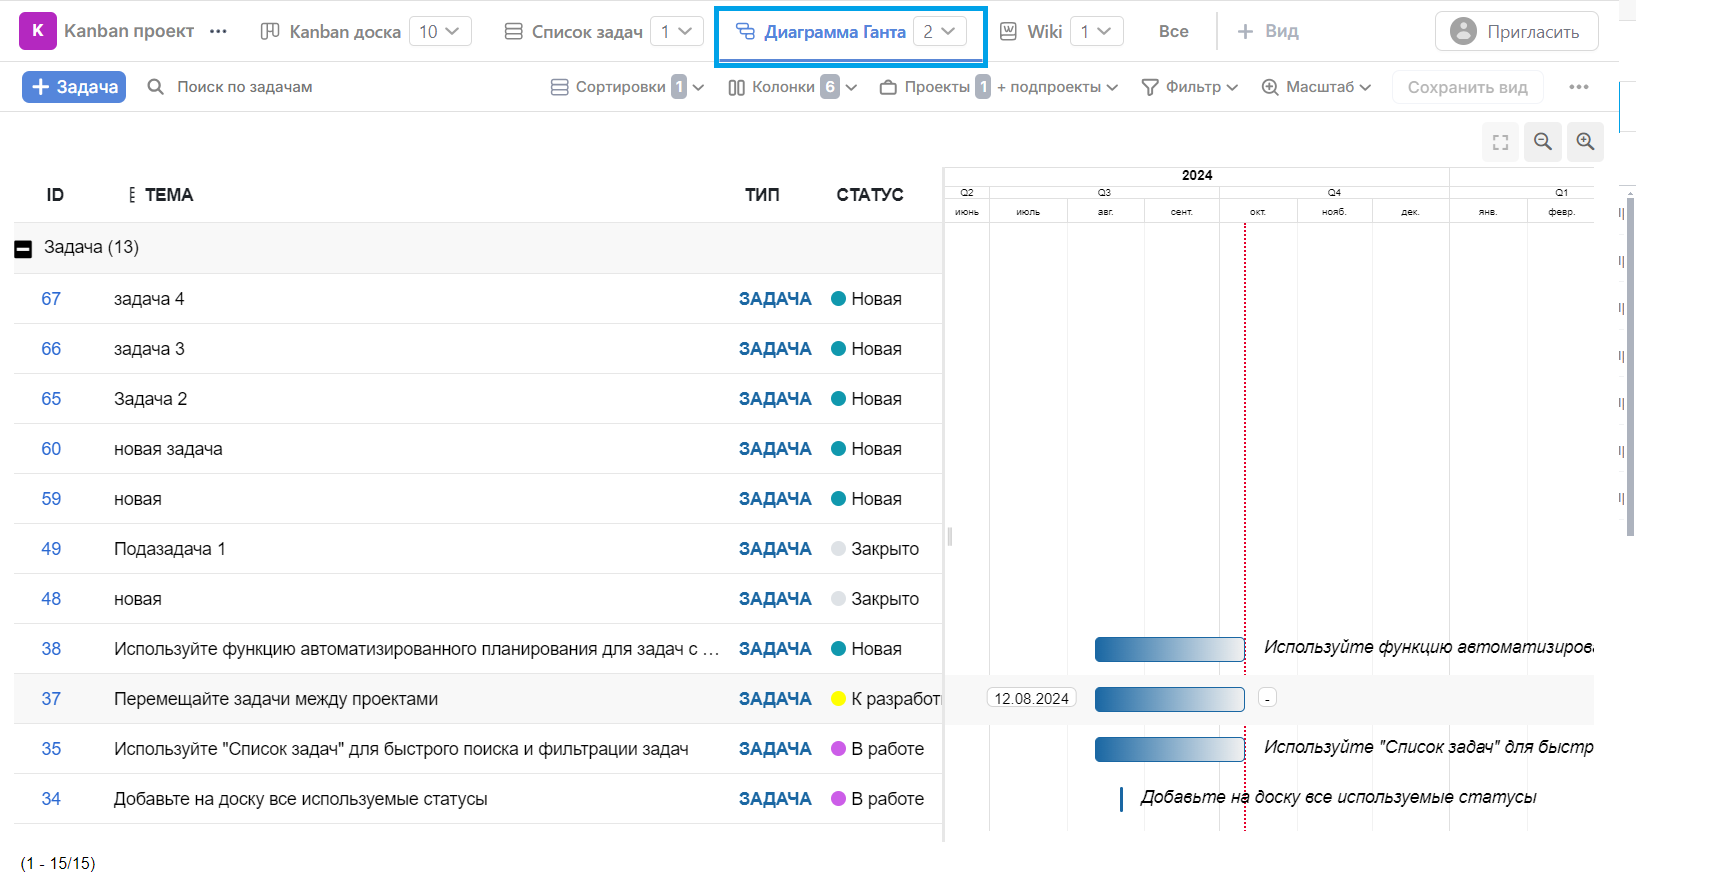 K Kanban проект ••• Kanban доска 10 Список задач 1 Диаграмма Ганта 2 Wiki 1 Все + Вид Пригласить
+ Задача Поиск по задачам Сортировки 1 Колонки 6 Проекты 1 + подпроекты Фильтр Масштаб Сохранить вид •••
2024
Q2 Q3 Q4 Q1
ID ТЕМА ТИП СТАТУС
июнь июль авг. сент. окт. нояб. дек. янв. февр.
Задача (13)
67 задача 4 ЗАДАЧА Новая
66 задача 3 ЗАДАЧА Новая
65 Задача 2 ЗАДАЧА Новая
60 новая задача ЗАДАЧА Новая
59 новая ЗАДАЧА Новая
49 Подазадача 1 ЗАДАЧА Закрыто
48 новая ЗАДАЧА Закрыто
38 Используйте функцию автоматизированного планирования для задач с ... ЗАДАЧА Новая Используйте функцию автоматизирова
37 Перемещайте задачи между проектами ЗАДАЧА К разработ 12.08.2024 -
35 Используйте "Список задач" для быстрого поиска и фильтрации задач ЗАДАЧА В работе Используйте "Список задач" для быстр
34 Добавьте на доску все используемые статусы ЗАДАЧА В работе Добавьте на доску все используемые статусы
(1 - 15/15)